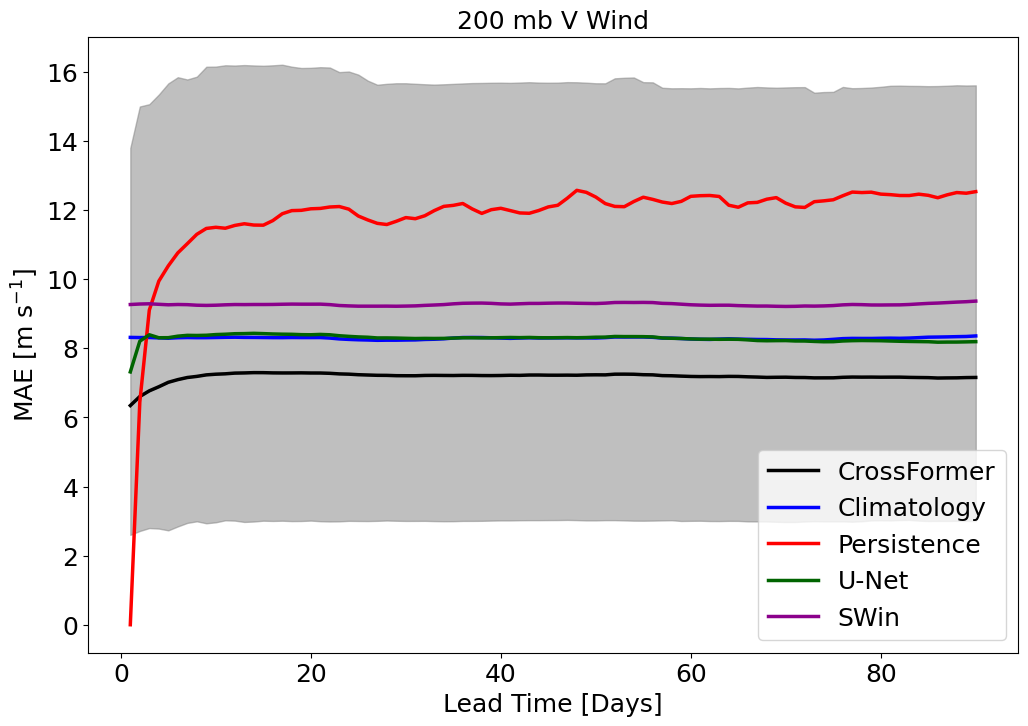 200 mb V Wind
MAE [m s⁻¹]
16
14
12
10
8
6
4
2
0
0 20 40 60 80
Lead Time [Days]
CrossFormer
Climatology
Persistence
U-Net
SWin